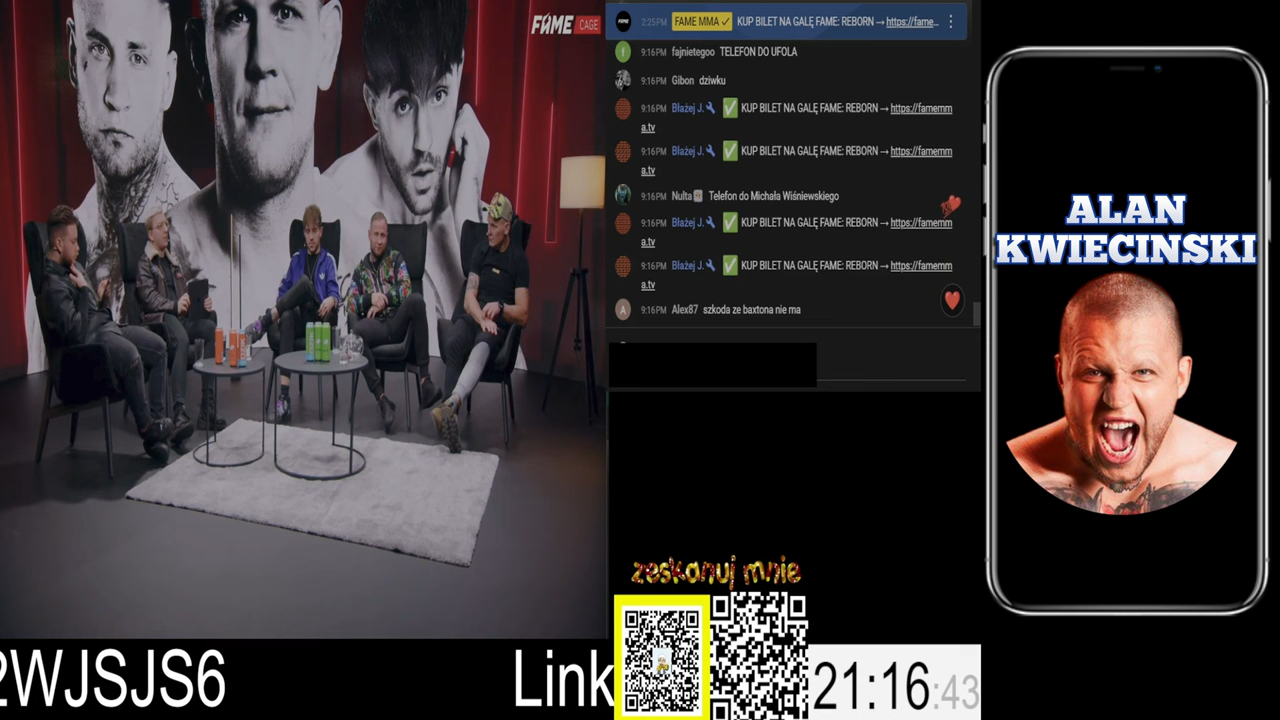 FAME CAGE
2:25PM FAME MMA ✓ KUP BILET NA GALĘ FAME: REBORN → https://fame...
9:16PM fajnietegoo TELEFON DO UFOLA
9:16PM Gibon dziwku
9:16PM Błażej J. ✅ KUP BILET NA GALĘ FAME: REBORN → https://famemm
a.tv
9:16PM Błażej J. ✅ KUP BILET NA GALĘ FAME: REBORN → https://famemm
a.tv
9:16PM Nulta Telefon do Michała Wiśniewskiego
9:16PM Błażej J. ✅ KUP BILET NA GALĘ FAME: REBORN → https://famemm
a.tv
9:16PM Błażej J. ✅ KUP BILET NA GALĘ FAME: REBORN → https://famemm
a.tv
A 9:16PM Alex87 szkoda ze baxtona nie ma
ALAN
KWIECINSKI
zeskanuj mnie
2WJSJS6 Link
21:16:43